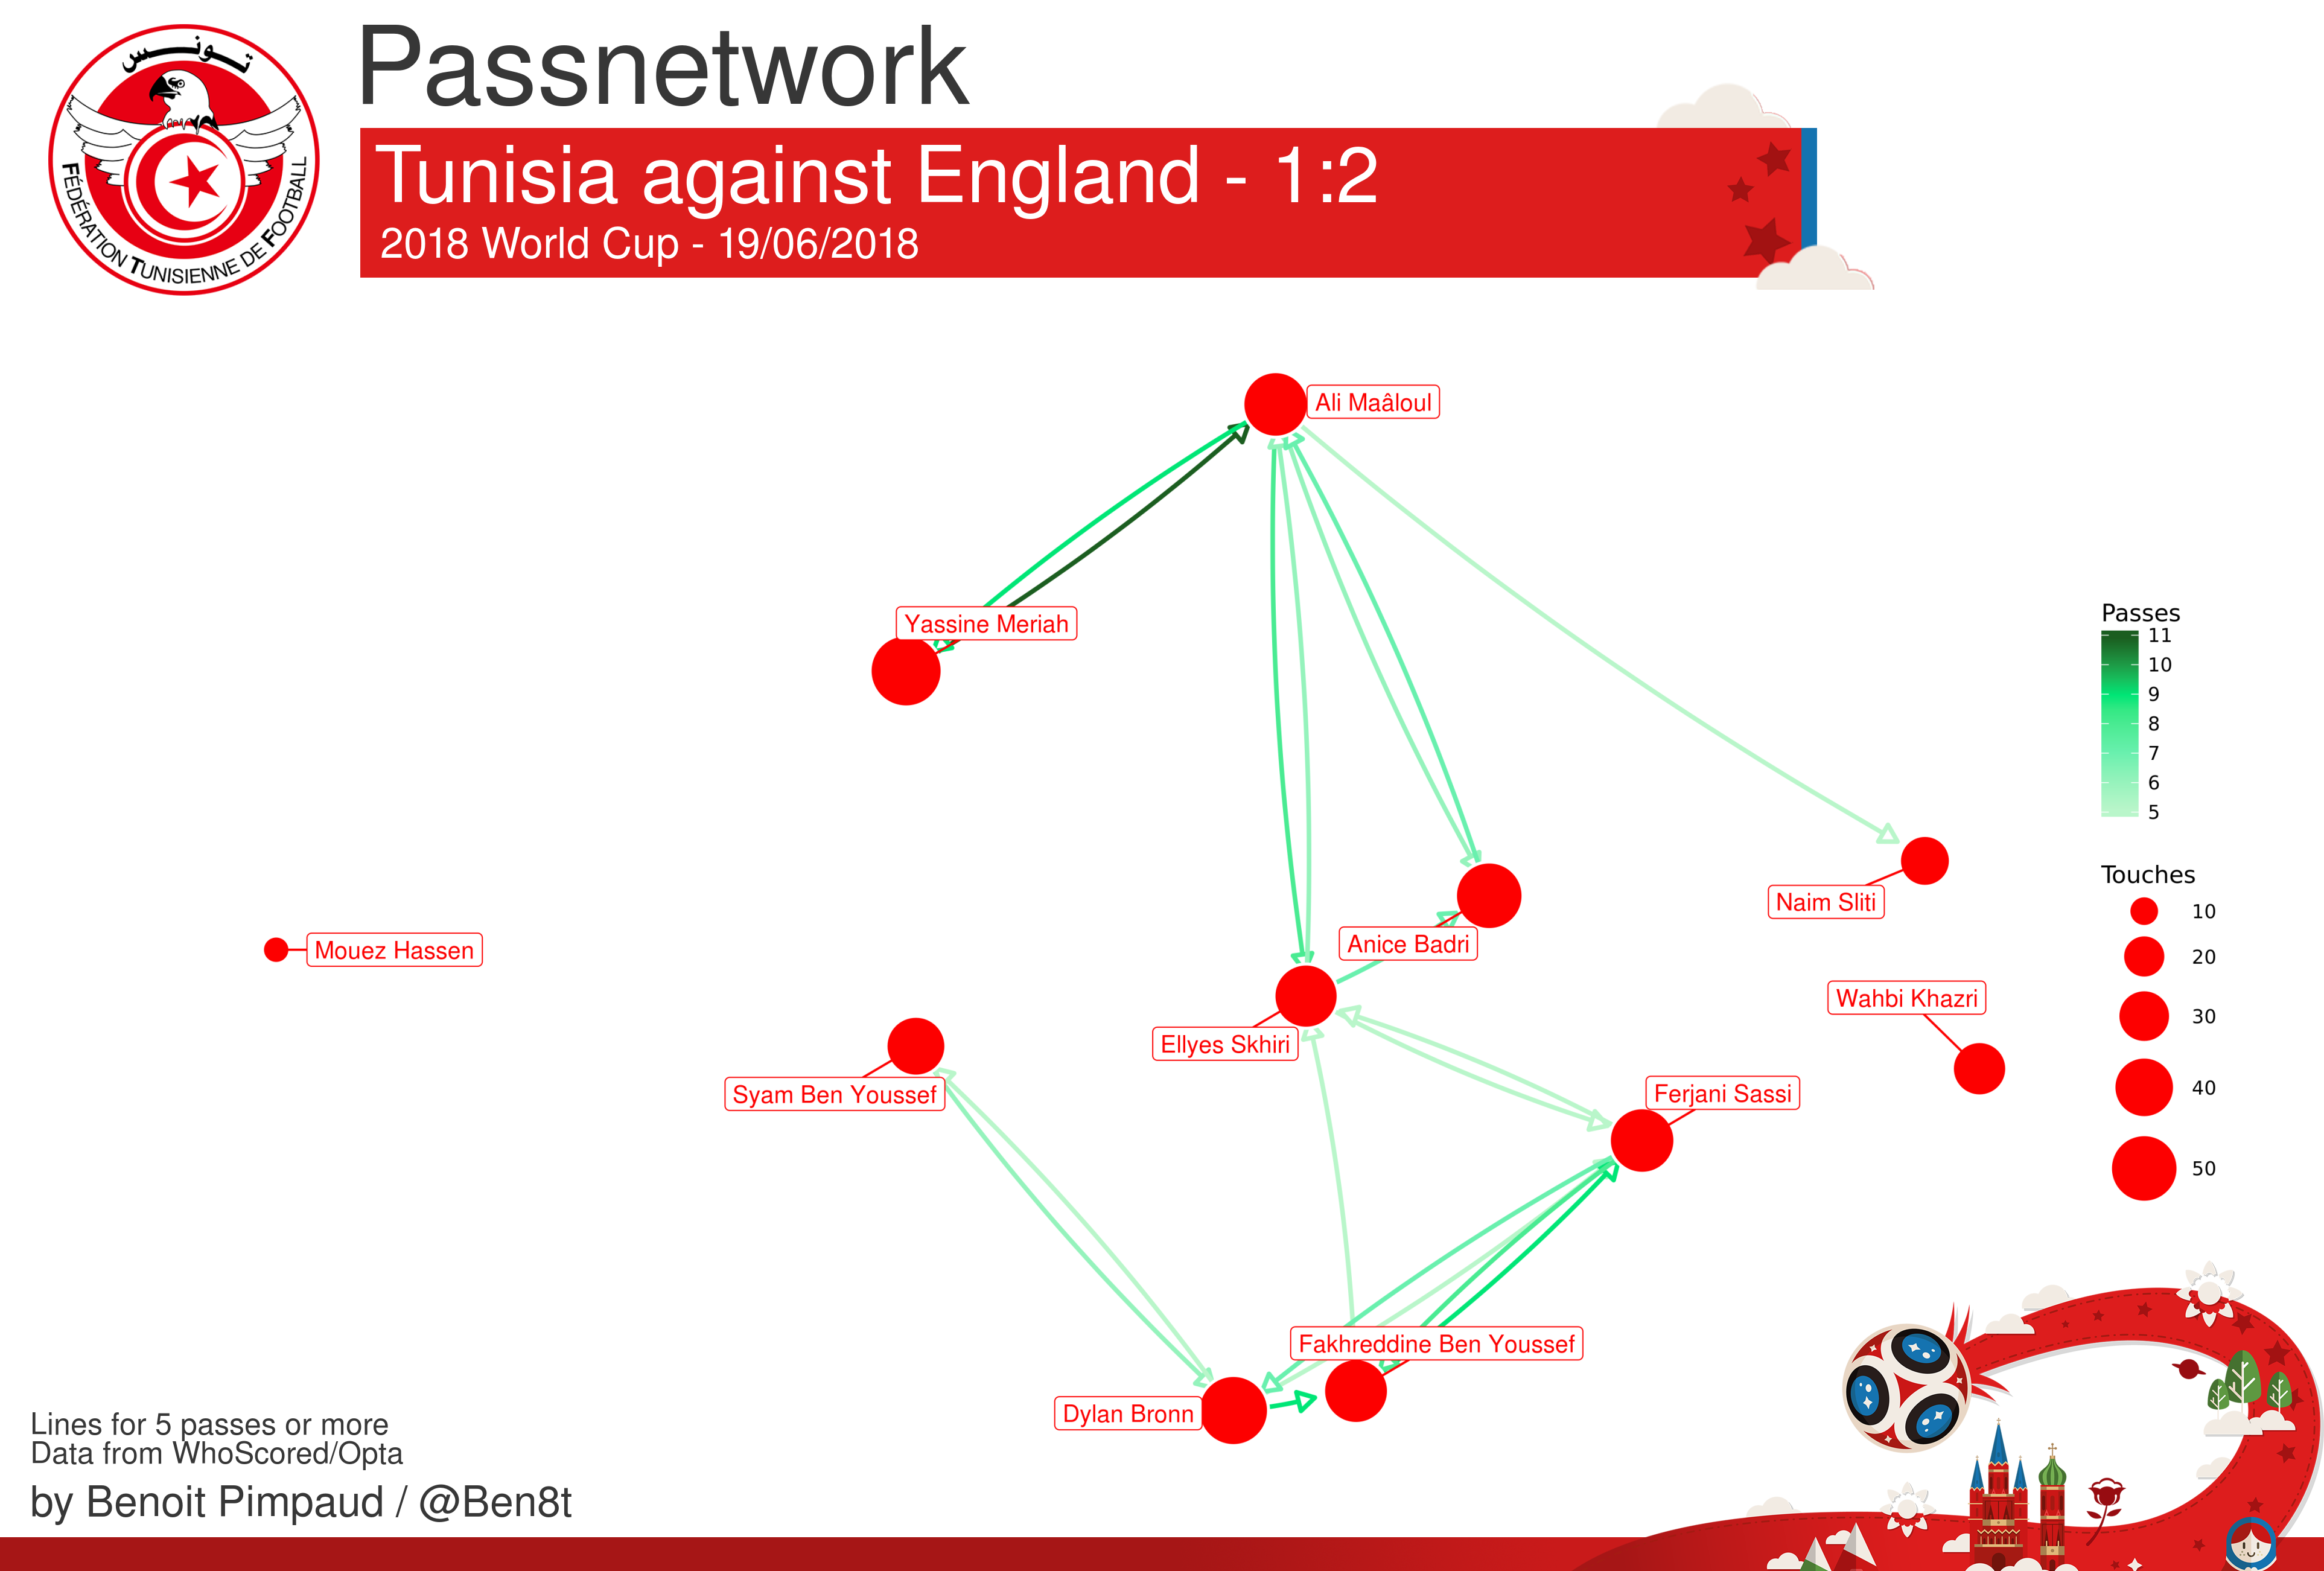 تـونــس
FÉDÉRATION TUNISIENNE DE FOOTBALL
Passnetwork
Tunisia against England - 1:2
2018 World Cup - 19/06/2018
Ali Maâloul
Yassine Meriah
Naim Sliti
Anice Badri
Mouez Hassen
Wahbi Khazri
Ellyes Skhiri
Syam Ben Youssef
Ferjani Sassi
Fakhreddine Ben Youssef
Dylan Bronn
Passes
11
10
9
8
7
6
5
Touches
10
20
30
40
50
Lines for 5 passes or more
Data from WhoScored/Opta
by Benoit Pimpaud / @Ben8t